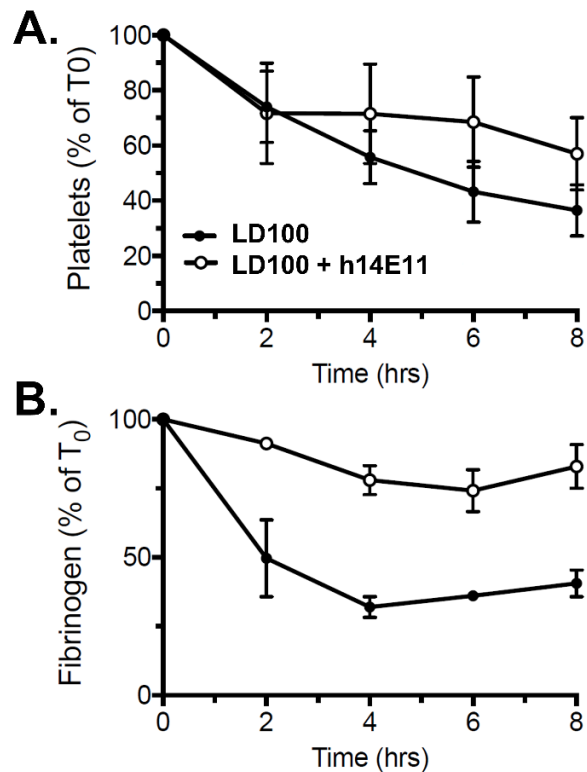 A.
Platelets (% of T0)
100
80
60
40
20
0
LD100
LD100 + h14E11
0 2 4 6 8
Time (hrs)
B.
Fibrinogen (% of T₀)
100
50
0
0 2 4 6 8
Time (hrs)